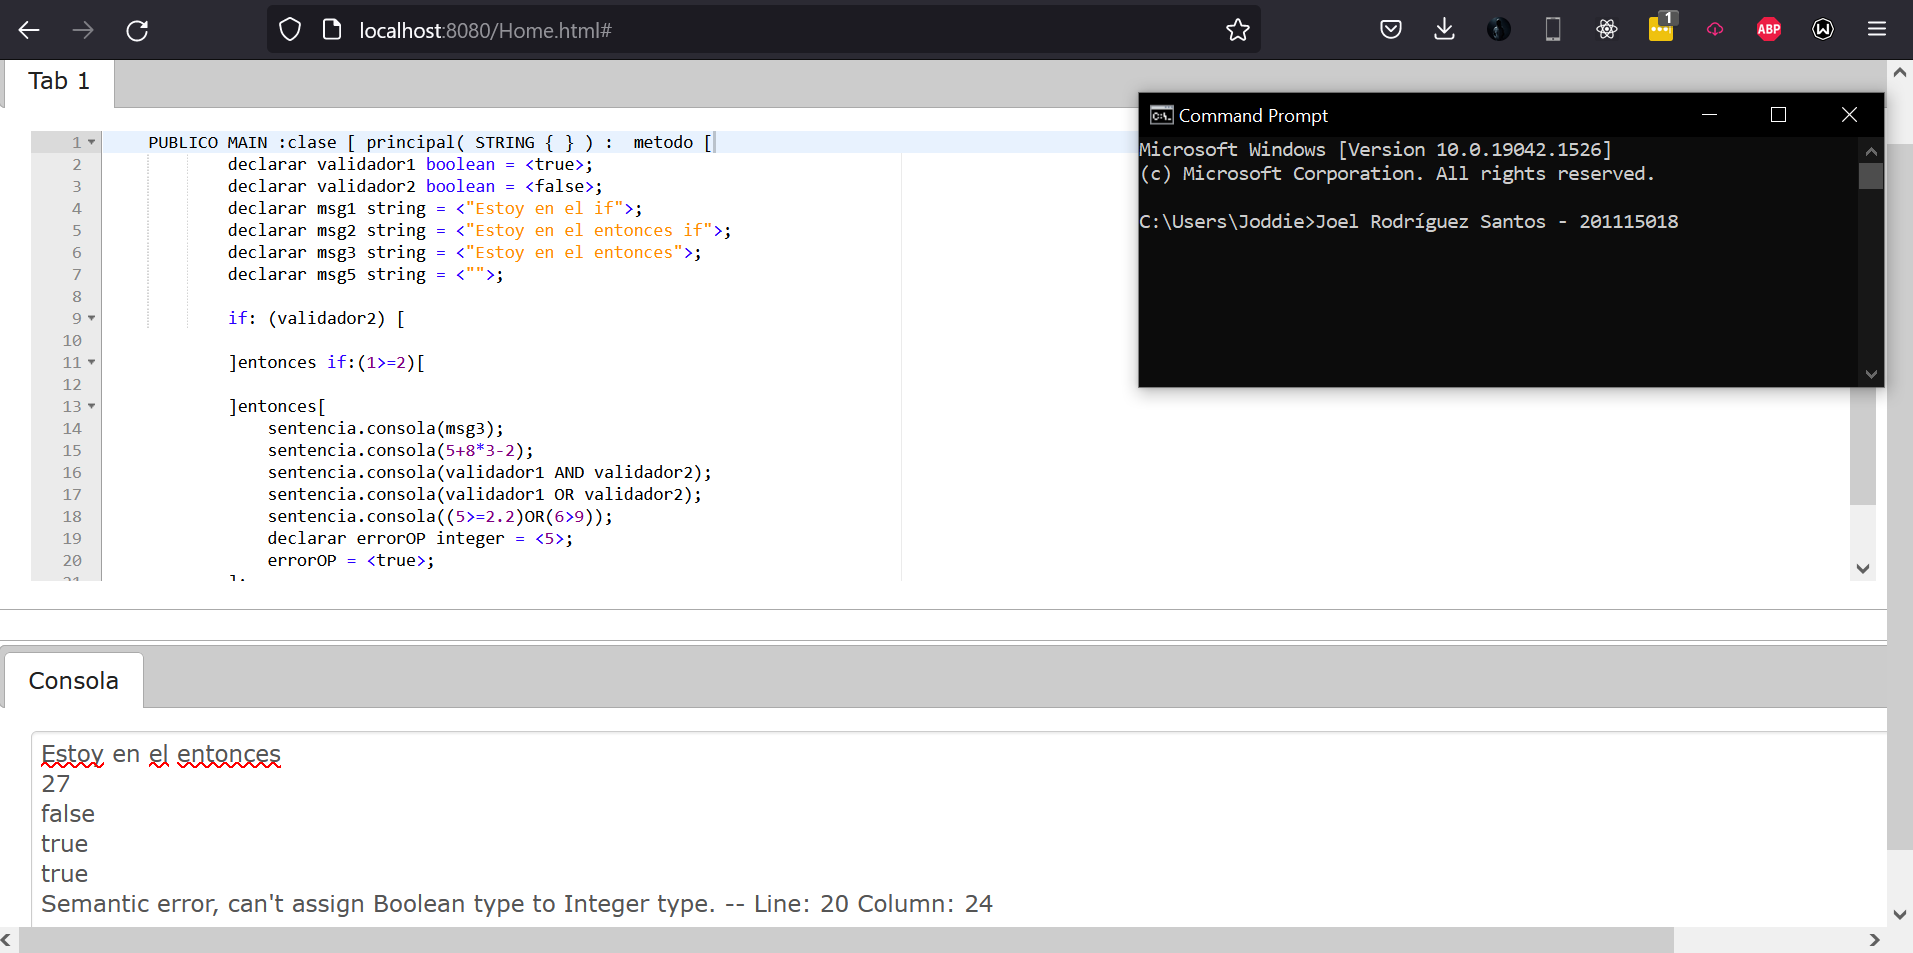 localhost:8080/Home.html#
1
ABP
Tab 1
Command Prompt
Microsoft Windows [Version 10.0.19042.1526]
(c) Microsoft Corporation. All rights reserved.
C:\Users\Joddie>Joel Rodríguez Santos - 201115018
1 PUBLICO MAIN :clase [ principal( STRING { } ) :  metodo [
2 declarar validador1 boolean = <true>;
3 declarar validador2 boolean = <false>;
4 declarar msg1 string = <"Estoy en el if">;
5 declarar msg2 string = <"Estoy en el entonces if">;
6 declarar msg3 string = <"Estoy en el entonces">;
7 declarar msg5 string = <"">;
8
9 if: (validador2) [
10
11 ]entonces if:(1>=2)[
12
13 ]entonces[
14 sentencia.consola(msg3);
15 sentencia.consola(5+8*3-2);
16 sentencia.consola(validador1 AND validador2);
17 sentencia.consola(validador1 OR validador2);
18 sentencia.consola((5>=2.2)OR(6>9));
19 declarar errorOP integer = <5>;
20 errorOP = <true>;
Consola
Estoy en el entonces
27
false
true
true
Semantic error, can't assign Boolean type to Integer type. -- Line: 20 Column: 24